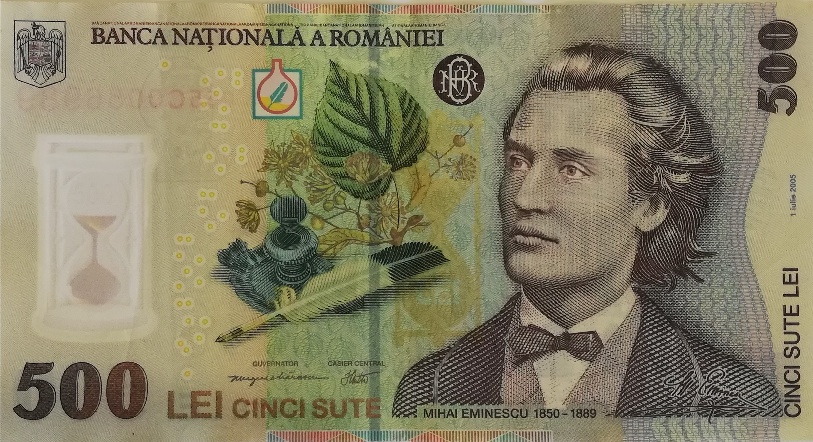 BANCA NAȚIONALĂ A ROMÂNIEI
500
1 iulie 2005
GUVERNATOR CASIER CENTRAL
500 LEI CINCI SUTE
MIHAI EMINESCU 1850-1889
CINCI SUTE LEI